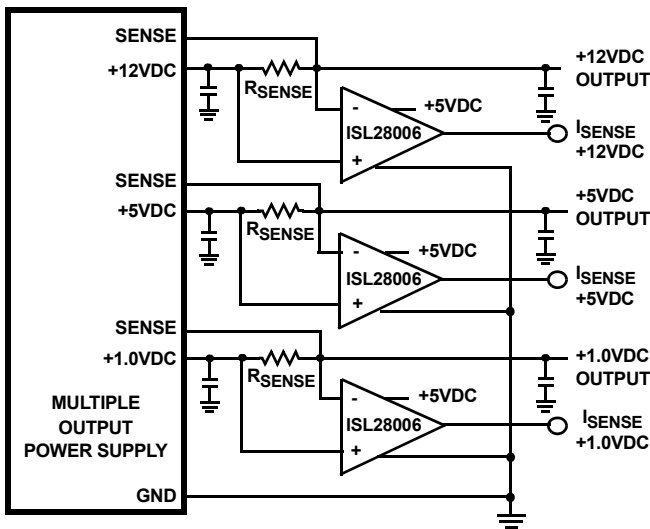 SENSE
+12VDC
RSENSE
+12VDC
OUTPUT
+5VDC
-
ISL28006
+
ISENSE
+12VDC
SENSE
+5VDC
RSENSE
+5VDC
OUTPUT
+5VDC
-
ISL28006
+
ISENSE
+5VDC
SENSE
+1.0VDC
RSENSE
+1.0VDC
OUTPUT
+5VDC
-
ISL28006
+
ISENSE
+1.0VDC
MULTIPLE
OUTPUT
POWER SUPPLY
GND